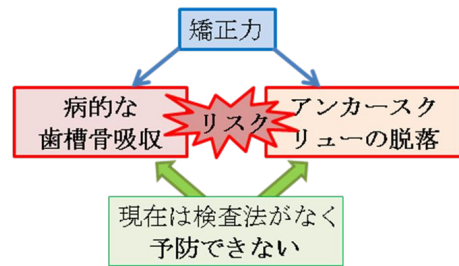 矯正力
病的な
歯槽骨吸収
リスク
アンカースク
リューの脱落
現在は検査法がなく
予防できない